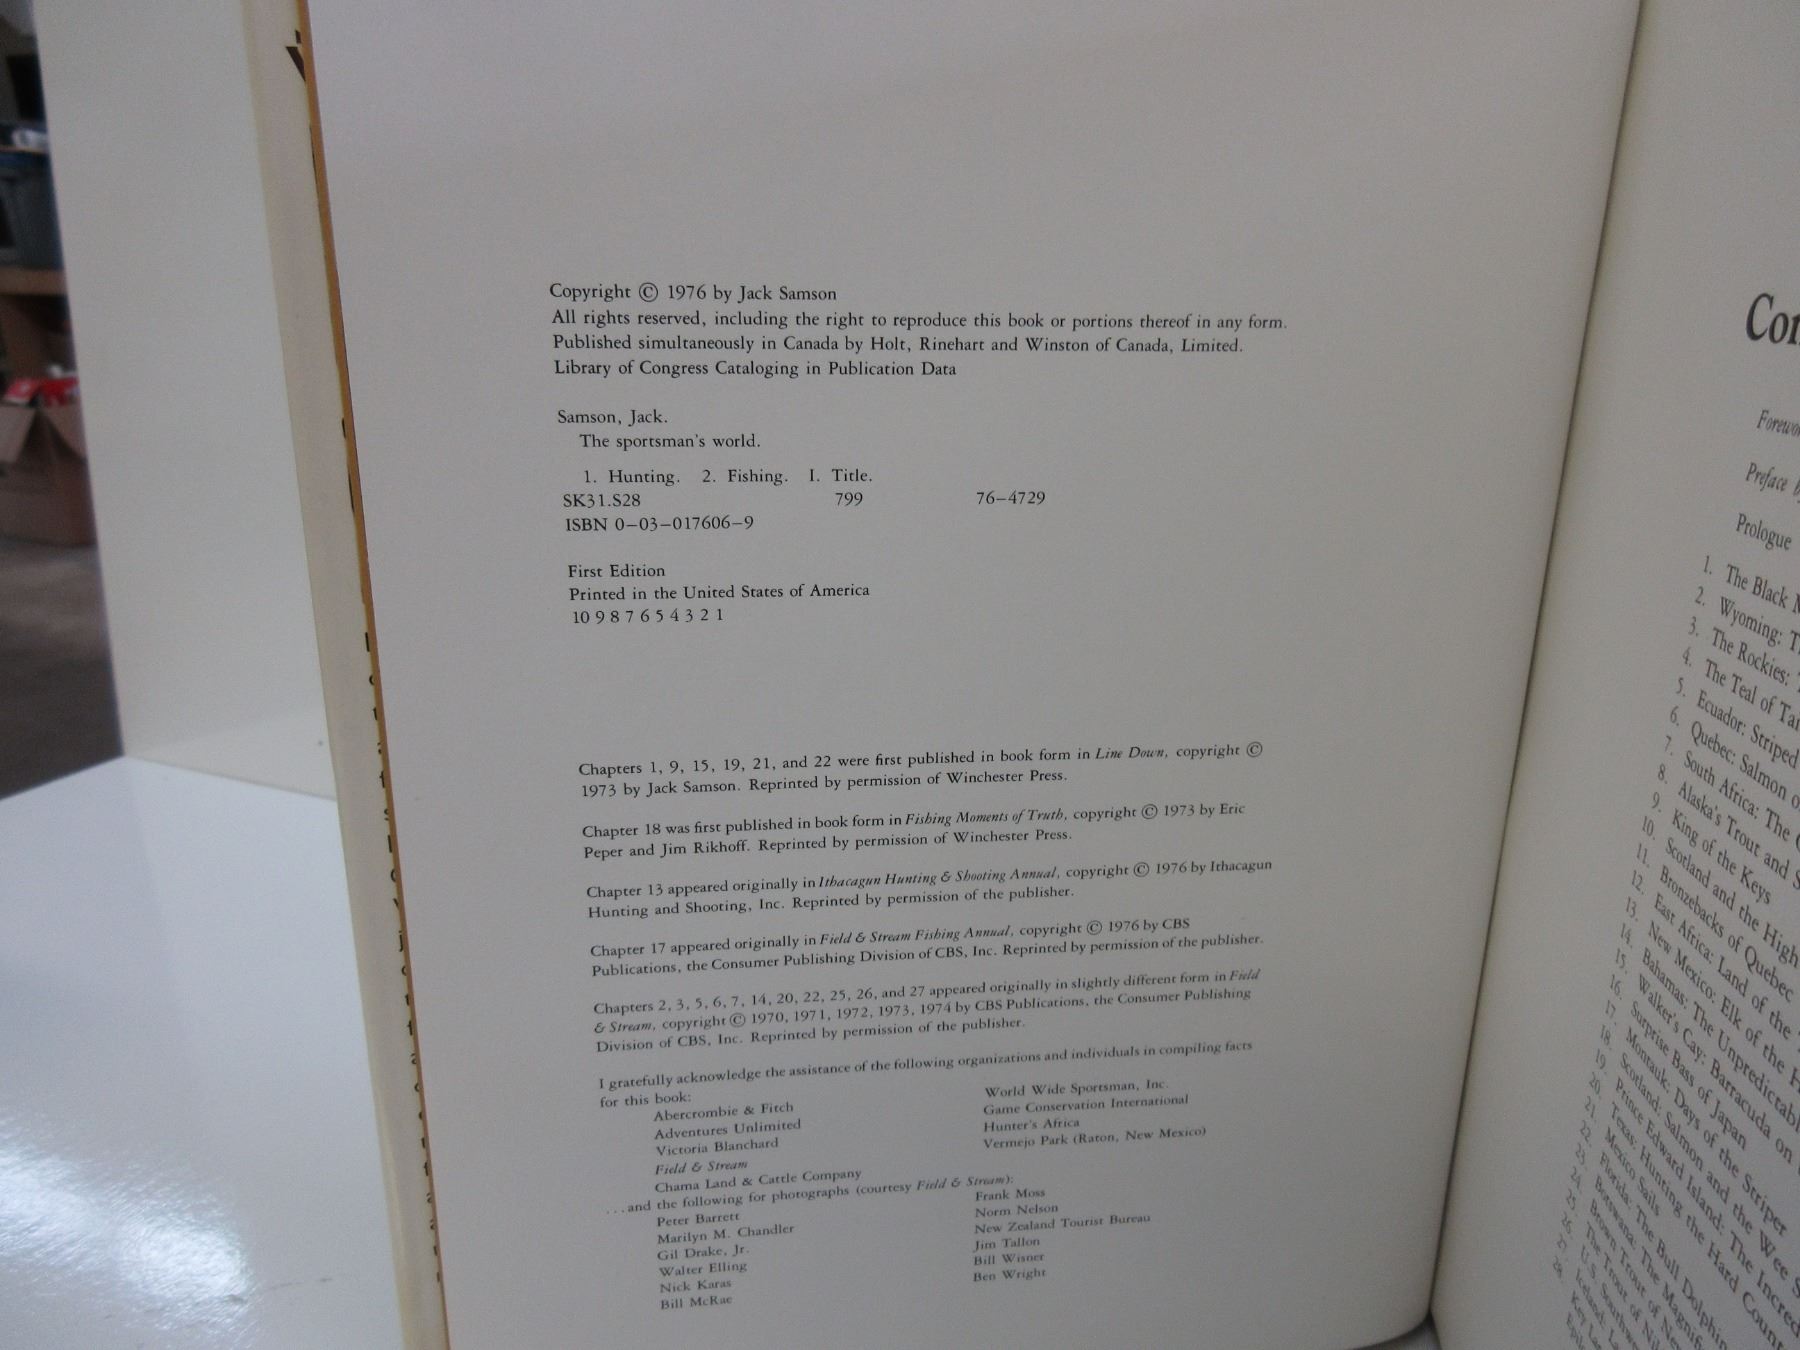 Copyright © 1976 by Jack Samson
All rights reserved, including the right to reproduce this book or portions thereof in any form.
Published simultaneously in Canada by Holt, Rinehart and Winston of Canada, Limited.
Library of Congress Cataloging in Publication Data
Samson, Jack.
The sportsman's world.
1. Hunting. 2. Fishing. I. Title.
SK31.S28 799 76–4729
ISBN 0–03–017606–9
First Edition
Printed in the United States of America
10 9 8 7 6 5 4 3 2 1
Chapters 1, 9, 15, 19, 21, and 22 were first published in book form in Line Down, copyright ©
1973 by Jack Samson. Reprinted by permission of Winchester Press.
Chapter 18 was first published in book form in Fishing Moments of Truth, copyright © 1973 by Eric
Peper and Jim Rikhoff. Reprinted by permission of Winchester Press.
Chapter 13 appeared originally in Ithacagun Hunting & Shooting Annual, copyright © 1976 by Ithacagun
Hunting and Shooting, Inc. Reprinted by permission of the publisher.
Chapter 17 appeared originally in Field & Stream Fishing Annual, copyright © 1976 by CBS
Publications, the Consumer Publishing Division of CBS, Inc. Reprinted by permission of the publisher.
Chapters 2, 3, 5, 6, 7, 14, 20, 22, 25, 26, and 27 appeared originally in slightly different form in Field
& Stream, copyright © 1970, 1971, 1972, 1973, 1974 by CBS Publications, the Consumer Publishing
Division of CBS, Inc. Reprinted by permission of the publisher.
I gratefully acknowledge the assistance of the following organizations and individuals in compiling facts
for this book:
Abercrombie & Fitch
Adventures Unlimited
Victoria Blanchard
Field & Stream
Chama Land & Cattle Company
World Wide Sportsman, Inc.
Game Conservation International
Hunter's Africa
Vermejo Park (Raton, New Mexico)
...and the following for photographs (courtesy Field & Stream):
Peter Barrett
Marilyn M. Chandler
Gil Drake, Jr.
Walter Elling
Nick Karas
Bill McRae
Frank Moss
Norm Nelson
New Zealand Tourist Bureau
Jim Tallon
Bill Wisner
Ben Wright
Con
Forewo
Preface
Prologue
1. The Black
2. Wyoming:
3. The Rockies:
4. The Teal of
5. Ecuador: Striped
6. Quebec: Salmon
7. South Africa: The
8. Alaska's Trout and
9. King of the Keys
10. Scotland and the High
11. Bronzebacks of Quebec
12. East Africa: Land of the
13. New Mexico: Elk of the
14. Bahamas: The Unpredictabl
15. Walker's Cay: Barracuda on
16. Surprise Bass of Japan
17. Montauk: Days of the Striper
18. Scotland: Salmon and the Wee
19. Prince Edward Island: The Incred
20. Texas: Hunting the Hard Count
21. Mexico Sails
22. Florida: The Bull Dolphin
23. Botswana: The Magnif
24. Brown Trout of New
25. The Trout of
26. U.S. Southw
27. Iceland:
28.